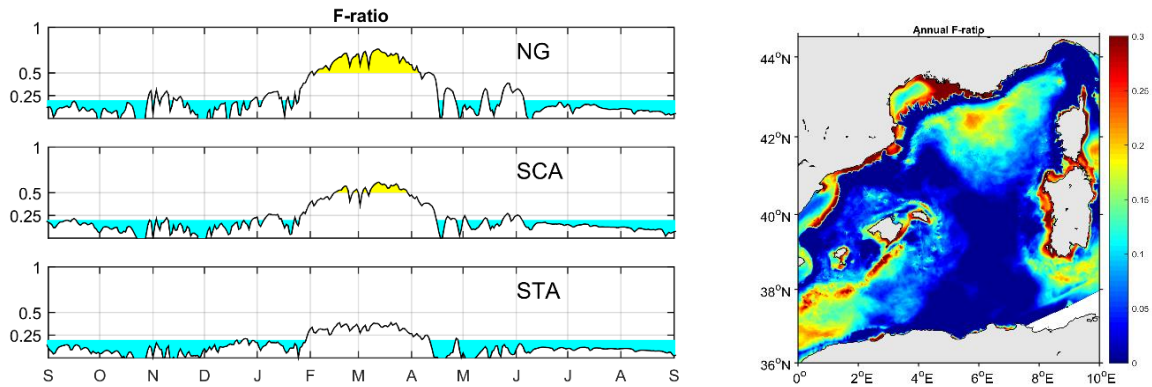 F-ratio
1
0.5
0.25
NG
1
0.5
0.25
SCA
1
0.5
0.25
STA
S O N D J F M A M J J A S
Annual F-ratio
44°N
42°N
40°N
38°N
36°N
0° 2°E 4°E 6°E 8°E 10°E
0.3
0.25
0.2
0.15
0.1
0.05
0